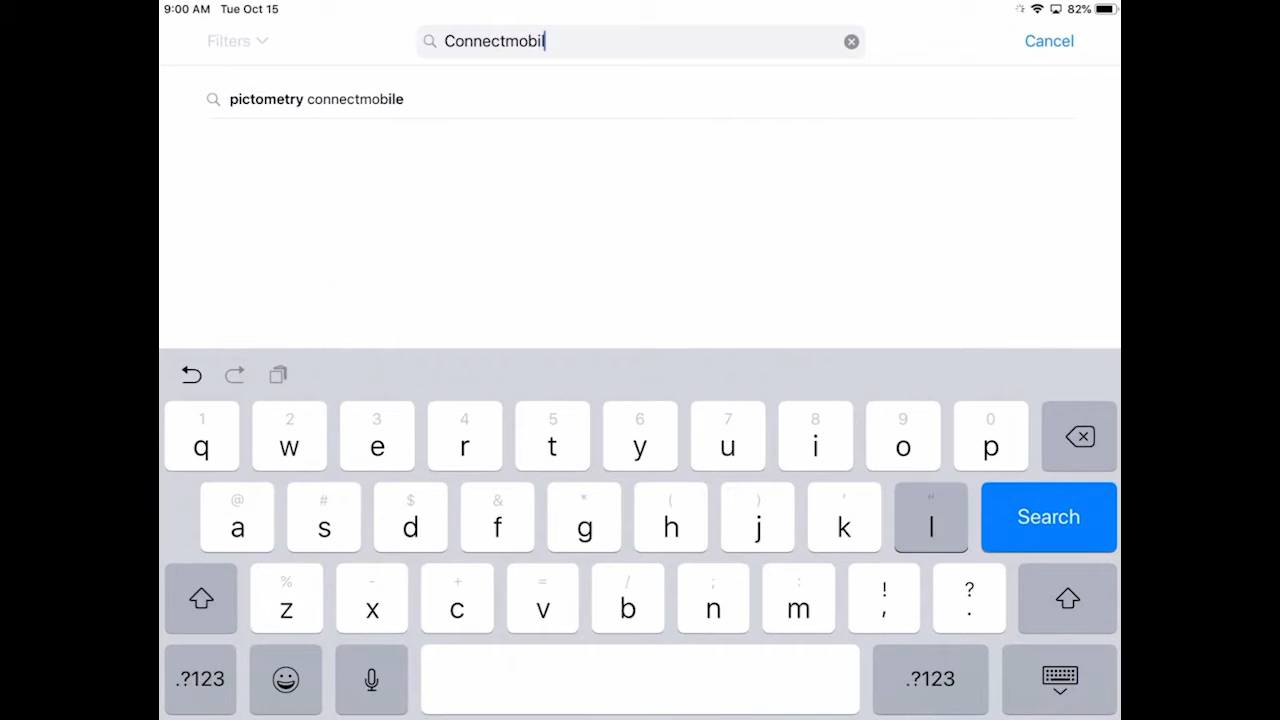 9:00 AM Tue Oct 15 82%
Filters Connectmobil Cancel
pictometry connectmobile
1 2 3 4 5 6 7 8 9 0
q w e r t y u i o p
@ # $ & * ( ) ' "
a s d f g h j k l Search
% - + = / ; : ! ?
z x c v b n m , .
.?123 .?123